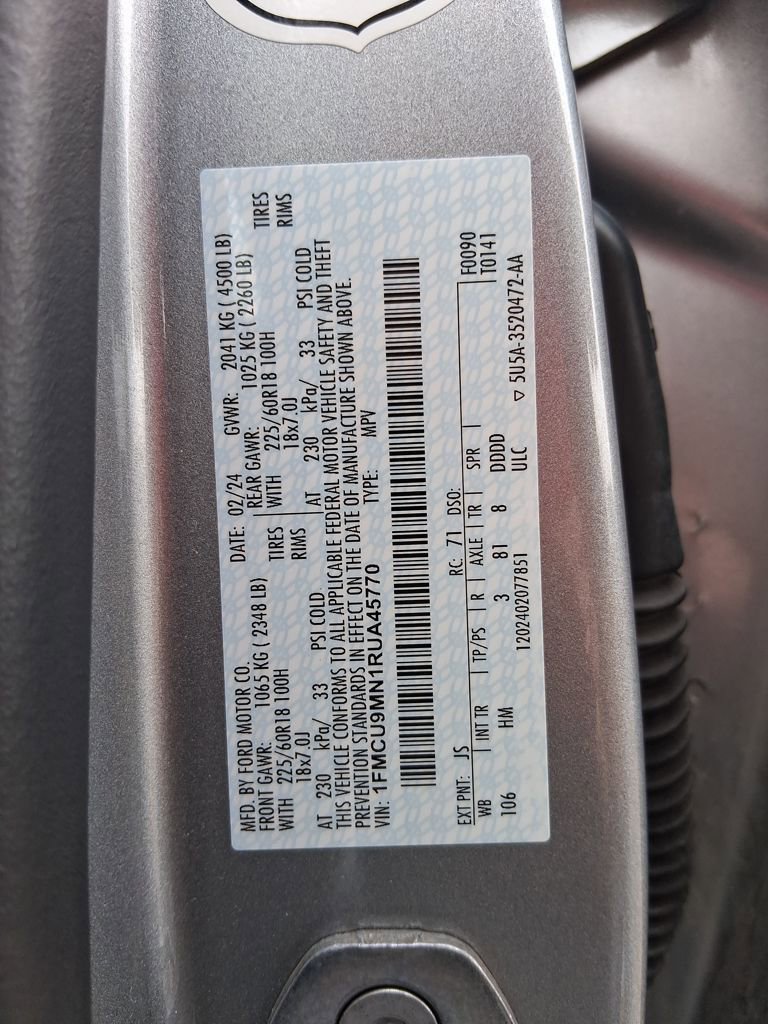 MFD. BY FORD MOTOR CO.
DATE: 02/24 GVWR: 2041 KG ( 4500 LB)
FRONT GAWR: 1065 KG ( 2348 LB)
REAR GAWR: 1025 KG ( 2260 LB)
WITH 225/60R18 100H TIRES
18x7.0J RIMS
WITH 225/60R18 100H TIRES
18x7.0J RIMS
AT 230 kPa/ 33 PSI COLD
AT 230 kPa/ 33 PSI COLD
THIS VEHICLE CONFORMS TO ALL APPLICABLE FEDERAL MOTOR VEHICLE SAFETY AND THEFT
PREVENTION STANDARDS IN EFFECT ON THE DATE OF MANUFACTURE SHOWN ABOVE.
VIN: 1FMCU9MN1RUA45770 TYPE: MPV
EXT PNT: JS RC: 71 DSO: F0090
T0141
WB INT TR TP/PS R AXLE TR SPR
106 HM 3 81 8 DDDD
1202402077851 ULC ▽ 5U5A-3520472-AA